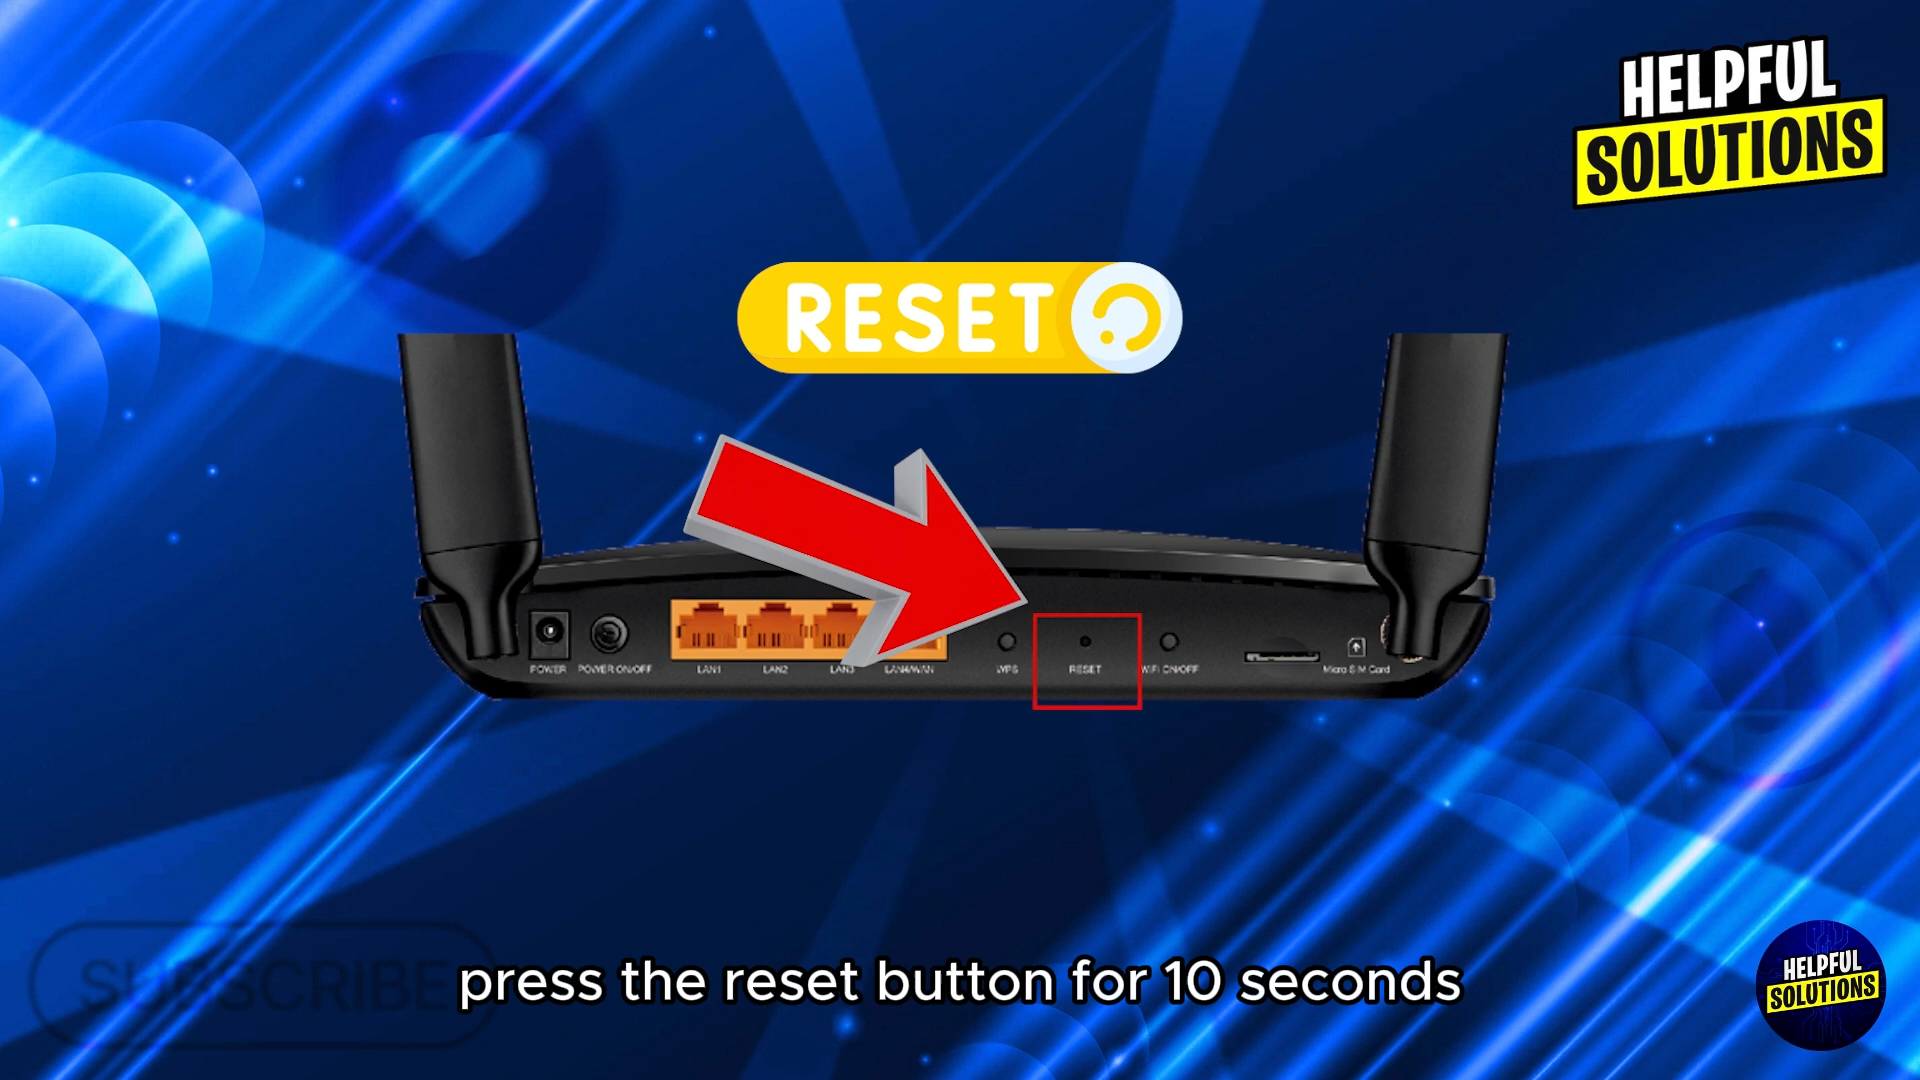 HELPFUL
SOLUTIONS
RESET
POWER POWER ON/OFF LAN1 LAN2 LAN3 LAN4/WAN WPS RESET WIFI ON/OFF Micro SIM Card
SUBSCRIBE
press the reset button for 10 seconds
HELPFUL
SOLUTIONS